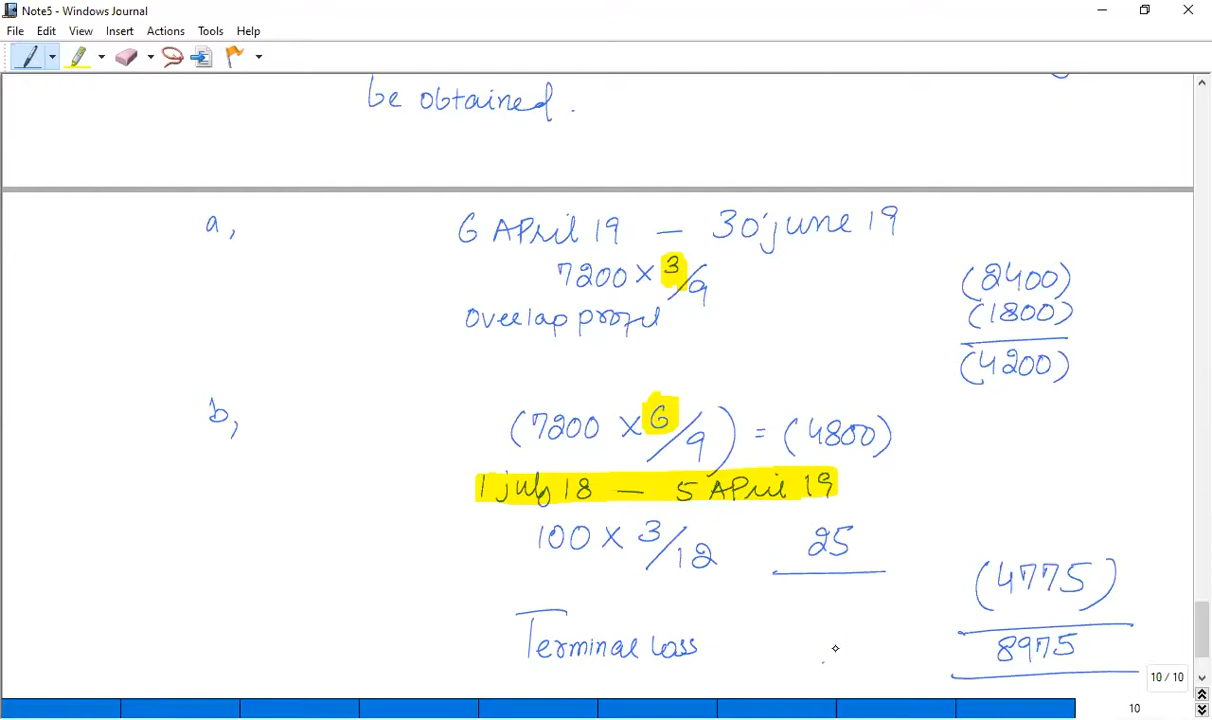 Note5 - Windows Journal
File Edit View Insert Actions Tools Help
be obtained.
a, 6 April 19 — 30 june 19
7200 × 3/9 (2400)
overlap profit (1800)
(4200)
b, (7200 × 6/9) = (4800)
1 july 18 — 5 April 19
100 × 3/12 25
(4775)
Terminal loss 8975
10 / 10
10